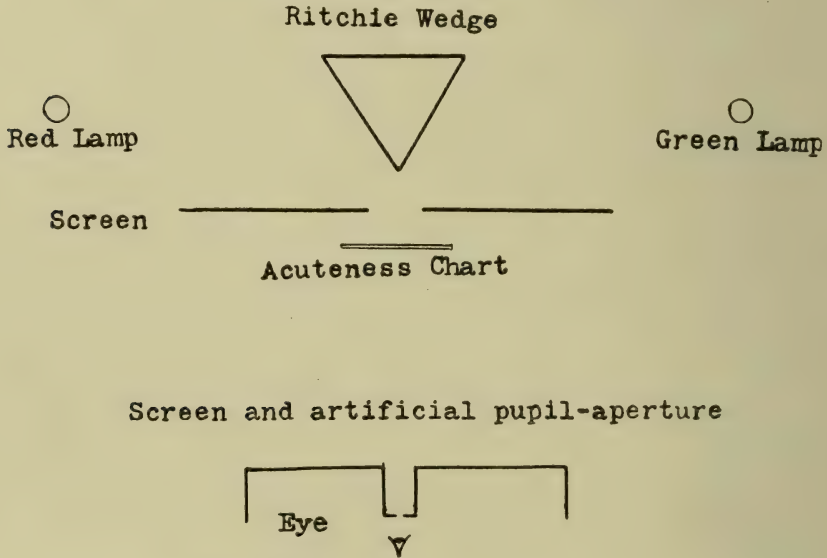 Ritchie Wedge
Red Lamp
Green Lamp
Screen
Acuteness Chart
Screen and artificial pupil-aperture
Eye